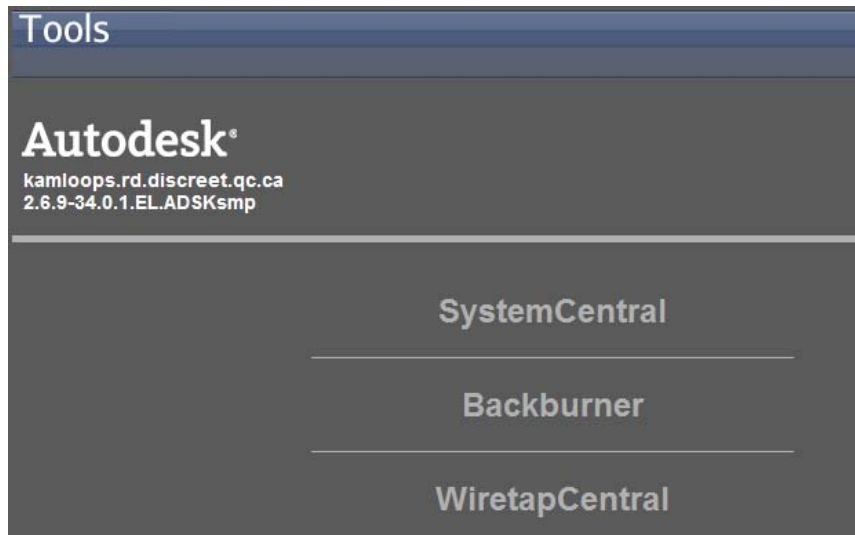 Tools
Autodesk®
kamloops.rd.discreet.qc.ca
2.6.9-34.0.1.EL.ADSKsmp
SystemCentral
Backburner
WiretapCentral